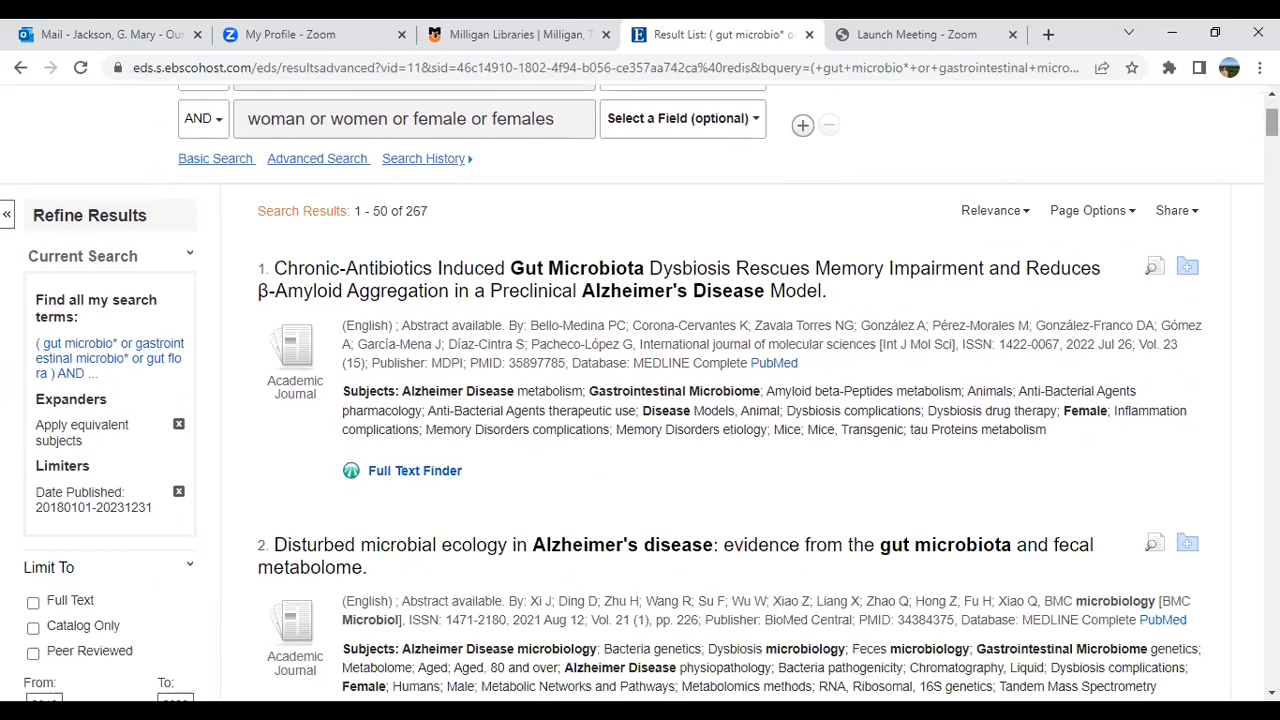 Mail - Jackson, G. Mary - Out
My Profile - Zoom
Milligan Libraries | Milligan, T
Result List: ( gut microbio* o
Launch Meeting - Zoom
eds.s.ebscohost.com/eds/resultsadvanced?vid=11&sid=46c14910-1802-4f94-b056-ce357aa742ca%40redis&bquery=(+gut+microbio*+or+gastrointestinal+micro...
AND
woman or women or female or females
Select a Field (optional)
Basic Search
Advanced Search
Search History
Refine Results
Current Search
Find all my search
terms:
( gut microbio* or gastroint
estinal microbio* or gut flo
ra ) AND ...
Expanders
Apply equivalent
subjects
Limiters
Date Published:
20180101-20231231
Limit To
Full Text
Catalog Only
Peer Reviewed
From:
To:
Search Results: 1 - 50 of 267
Relevance
Page Options
Share
1. Chronic-Antibiotics Induced Gut Microbiota Dysbiosis Rescues Memory Impairment and Reduces
β-Amyloid Aggregation in a Preclinical Alzheimer's Disease Model.
Academic
Journal
(English) ; Abstract available. By: Bello-Medina PC; Corona-Cervantes K; Zavala Torres NG; González A; Pérez-Morales M; González-Franco DA; Gómez
A; García-Mena J; Díaz-Cintra S; Pacheco-López G, International journal of molecular sciences [Int J Mol Sci], ISSN: 1422-0067, 2022 Jul 26; Vol. 23
(15); Publisher: MDPI; PMID: 35897785, Database: MEDLINE Complete PubMed
Subjects: Alzheimer Disease metabolism; Gastrointestinal Microbiome; Amyloid beta-Peptides metabolism; Animals; Anti-Bacterial Agents
pharmacology; Anti-Bacterial Agents therapeutic use; Disease Models, Animal; Dysbiosis complications; Dysbiosis drug therapy; Female; Inflammation
complications; Memory Disorders complications; Memory Disorders etiology; Mice; Mice, Transgenic; tau Proteins metabolism
Full Text Finder
2. Disturbed microbial ecology in Alzheimer's disease: evidence from the gut microbiota and fecal
metabolome.
Academic
Journal
(English) ; Abstract available. By: Xi J; Ding D; Zhu H; Wang R; Su F; Wu W; Xiao Z; Liang X; Zhao Q; Hong Z; Fu H; Xiao Q, BMC microbiology [BMC
Microbiol], ISSN: 1471-2180, 2021 Aug 12; Vol. 21 (1), pp. 226; Publisher: BioMed Central; PMID: 34384375, Database: MEDLINE Complete PubMed
Subjects: Alzheimer Disease microbiology; Bacteria genetics; Dysbiosis microbiology; Feces microbiology; Gastrointestinal Microbiome genetics;
Metabolome; Aged; Aged, 80 and over; Alzheimer Disease physiopathology; Bacteria pathogenicity; Chromatography, Liquid; Dysbiosis complications;
Female; Humans; Male; Metabolic Networks and Pathways; Metabolomics methods; RNA, Ribosomal, 16S genetics; Tandem Mass Spectrometry